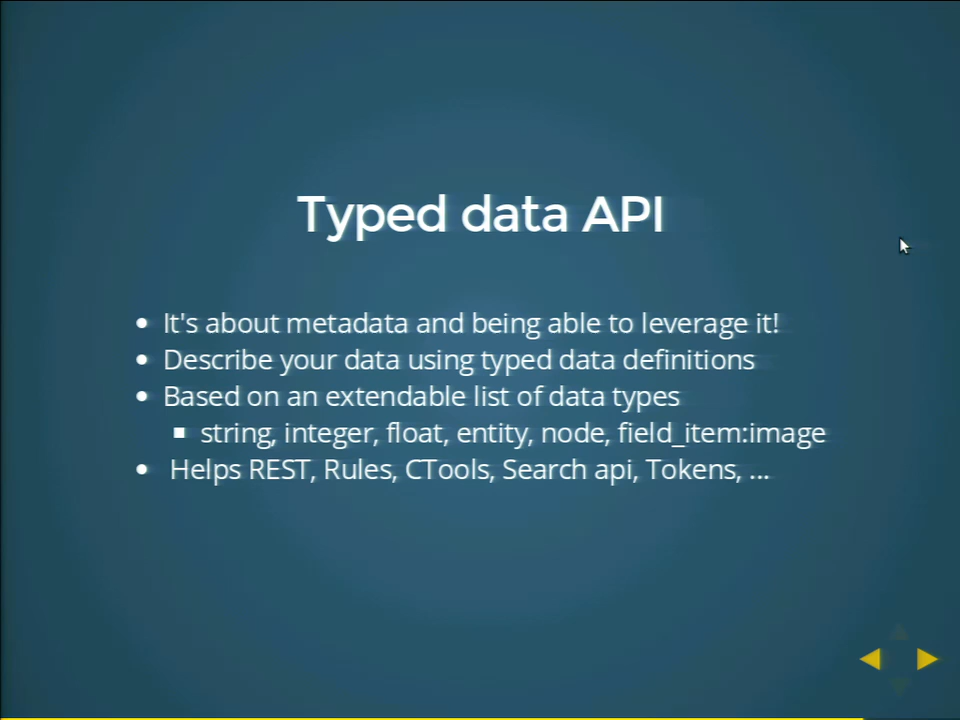 Typed data API
It's about metadata and being able to leverage it!
Describe your data using typed data definitions
Based on an extendable list of data types
string, integer, float, entity, node, field_item:image
Helps REST, Rules, CTools, Search api, Tokens, ...